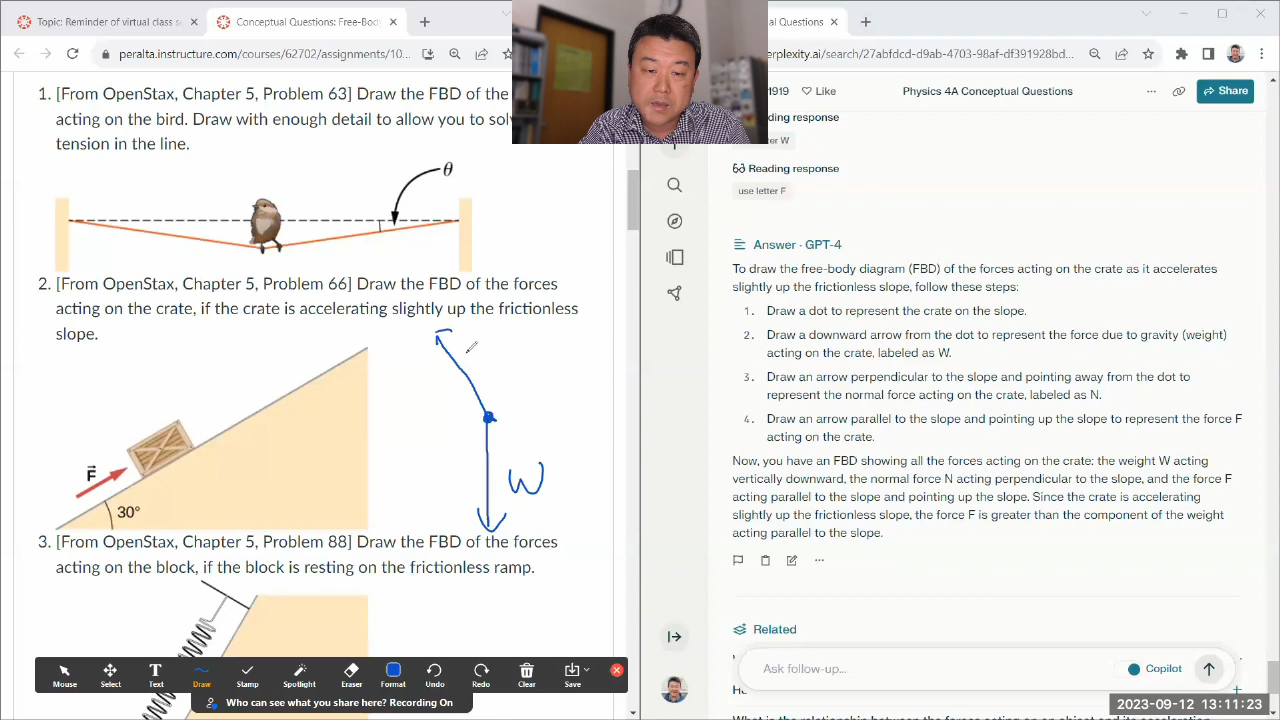 Topic: Reminder of virtual class s
Conceptual Questions: Free-Body
peralta.instructure.com/courses/62702/assignments/10...
1. [From OpenStax, Chapter 5, Problem 63] Draw the FBD of the
acting on the bird. Draw with enough detail to allow you to sol
tension in the line.
θ
2. [From OpenStax, Chapter 5, Problem 66] Draw the FBD of the forces
acting on the crate, if the crate is accelerating slightly up the frictionless
slope.
F
30°
W
3. [From OpenStax, Chapter 5, Problem 88] Draw the FBD of the forces
acting on the block, if the block is resting on the frictionless ramp.
Mouse Select Text Draw Stamp Spotlight Eraser Format Undo Redo Clear Save
Who can see what you share here? Recording On
al Questions
perplexity.ai/search/27abfdcd-d9ab-4703-98af-df391928bd...
1919 Like Physics 4A Conceptual Questions Share
eading response
er W
Reading response
use letter F
Answer · GPT-4
To draw the free-body diagram (FBD) of the forces acting on the crate as it accelerates
slightly up the frictionless slope, follow these steps:
1. Draw a dot to represent the crate on the slope.
2. Draw a downward arrow from the dot to represent the force due to gravity (weight)
acting on the crate, labeled as W.
3. Draw an arrow perpendicular to the slope and pointing away from the dot to
represent the normal force acting on the crate, labeled as N.
4. Draw an arrow parallel to the slope and pointing up the slope to represent the force F
acting on the crate.
Now, you have an FBD showing all the forces acting on the crate: the weight W acting
vertically downward, the normal force N acting perpendicular to the slope, and the force F
acting parallel to the slope and pointing up the slope. Since the crate is accelerating
slightly up the frictionless slope, the force F is greater than the component of the weight
acting parallel to the slope.
Related
Ask follow-up...
Copilot
2023-09-12 13:11:23